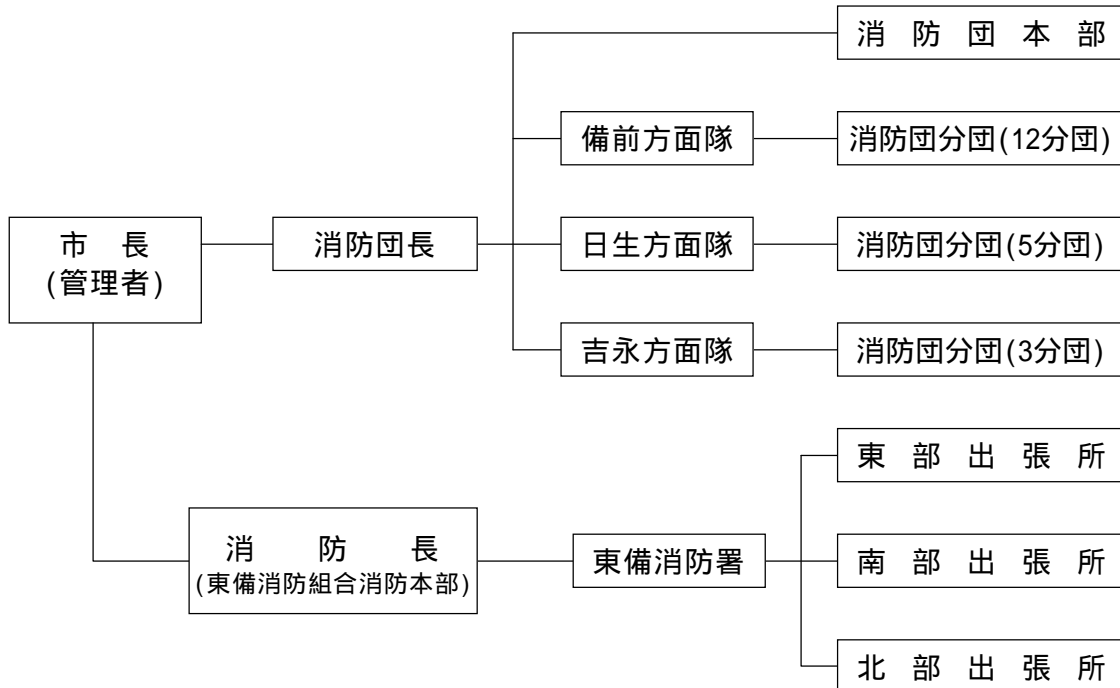 消防団本部
備前方面隊
消防団分団(12分団)
市長
(管理者)
消防団長
日生方面隊
消防団分団(5分団)
吉永方面隊
消防団分団(3分団)
東部出張所
消防長
(東備消防組合消防本部)
東備消防署
南部出張所
北部出張所